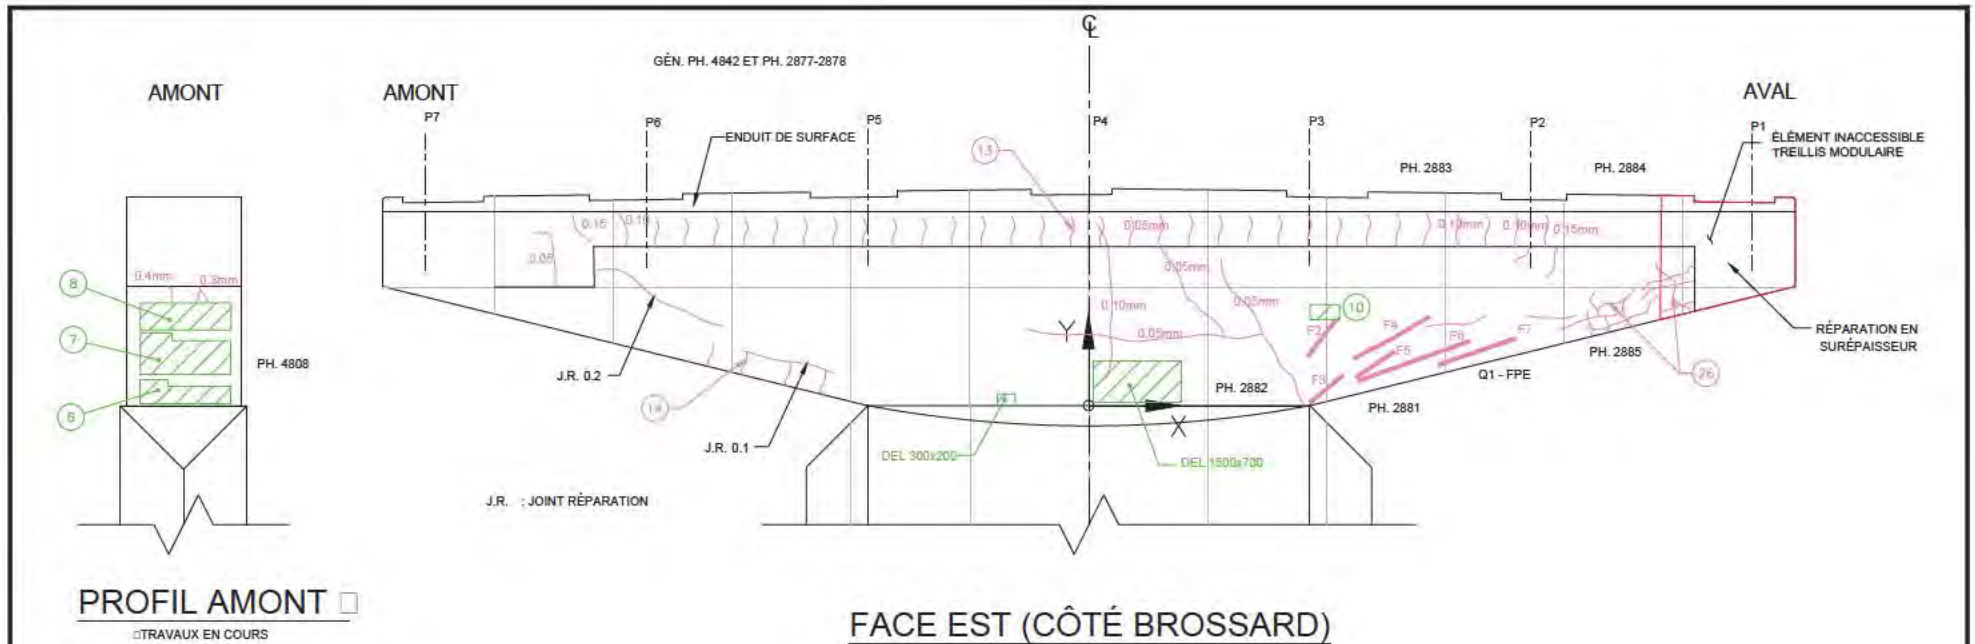 ℄
GÉN. PH. 4842 ET PH. 2877-2878
AMONT
AMONT
AVAL
P7
P6
P5
P4
P3
P2
P1
ENDUIT DE SURFACE
13
PH. 2883
PH. 2884
ÉLÉMENT INACCESSIBLE
TREILLIS MODULAIRE
0.15
0.05mm
0.10mm
0.10mm
0.15mm
0.05
0.05mm
0.4mm
0.3mm
8
0.10mm
0.05mm
10
Y
0.05mm
F2
F4
F6
F7
RÉPARATION EN
SURÉPAISSEUR
7
PH. 4808
F5
PH. 2885
J.R. 0.2
Q1 - FPE
26
F3
PH. 2882
6
14
PH. 2881
X
J.R. 0.1
DEL 300x200
DEL 1500x700
J.R. : JOINT RÉPARATION
PROFIL AMONT
TRAVAUX EN COURS
FACE EST (CÔTÉ BROSSARD)